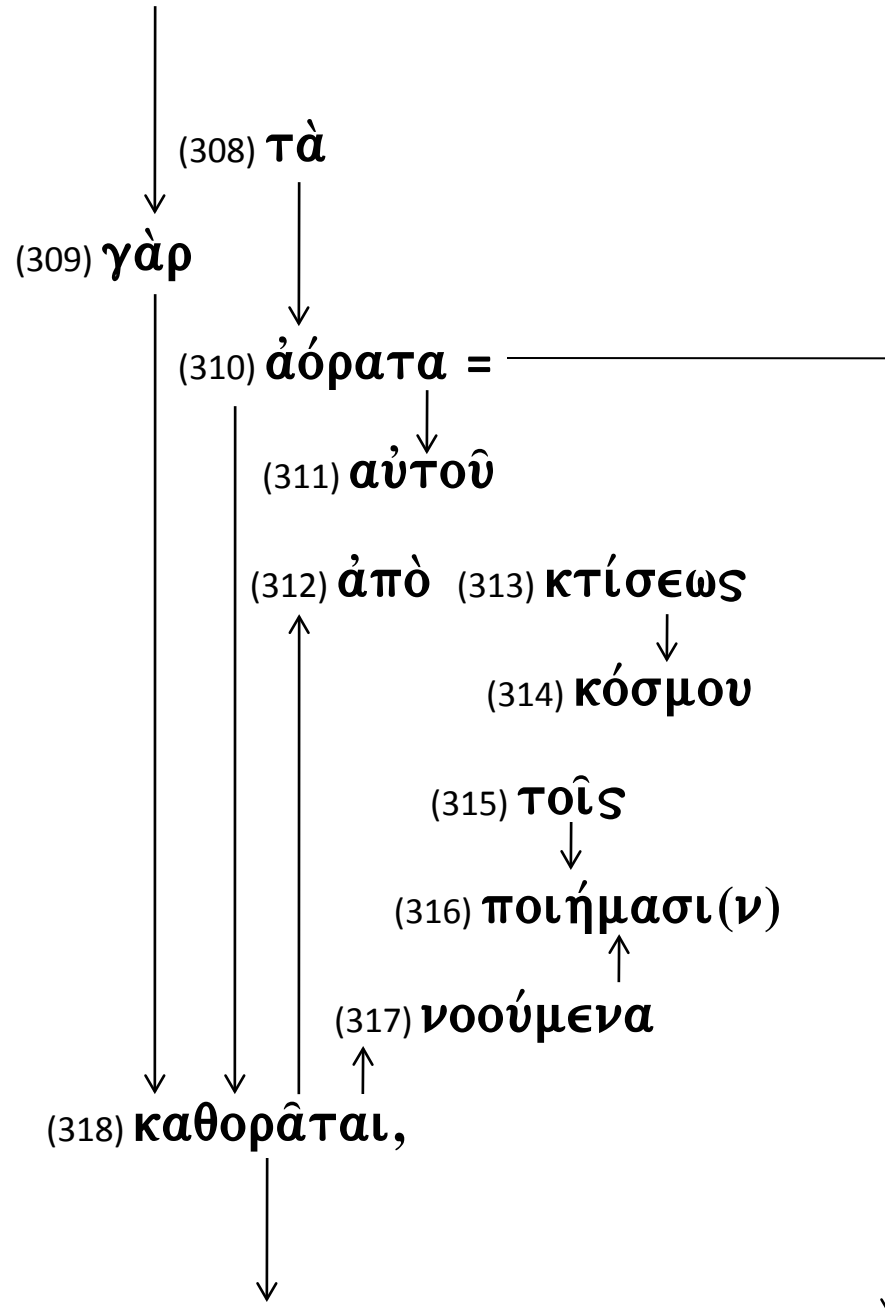 (308) τὰ
(309) γὰρ
(310) ἀόρατα =
(311) αὐτοῦ
(312) ἀπὸ (313) κτίσεως
(314) κόσμου
(315) τοῖς
(316) ποιήμασι(ν)
(317) νοούμενα
(318) καθορᾶται,